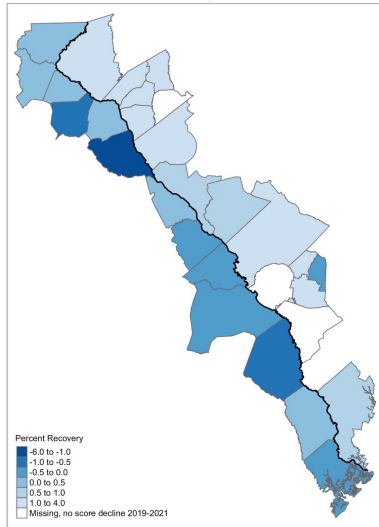 Percent Recovery
-6.0 to -1.0
-1.0 to -0.5
-0.5 to 0.0
0.0 to 0.5
0.5 to 1.0
1.0 to 4.0
Missing, no score decline 2019-2021